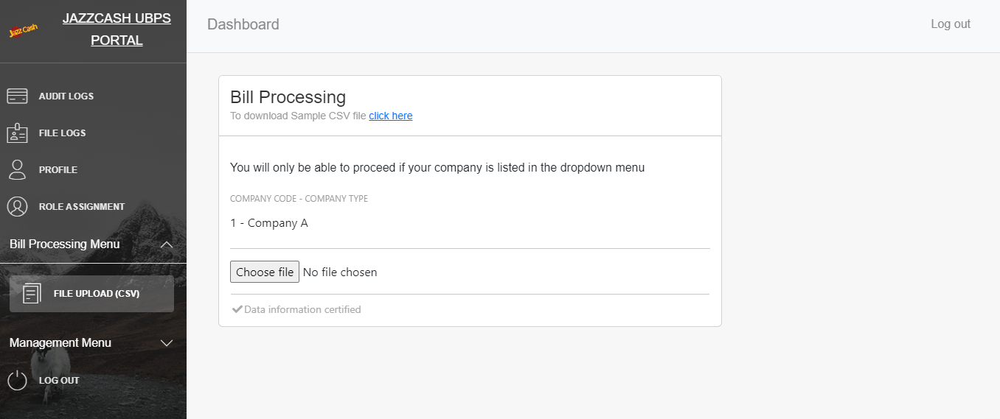 Jazz Cash
JAZZCASH UBPS
PORTAL
AUDIT LOGS
FILE LOGS
PROFILE
ROLE ASSIGNMENT
Bill Processing Menu
FILE UPLOAD (CSV)
Management Menu
LOG OUT
Dashboard
Log out
Bill Processing
To download Sample CSV file click here
You will only be able to proceed if your company is listed in the dropdown menu
COMPANY CODE - COMPANY TYPE
1 - Company A
Choose file No file chosen
Data information certified